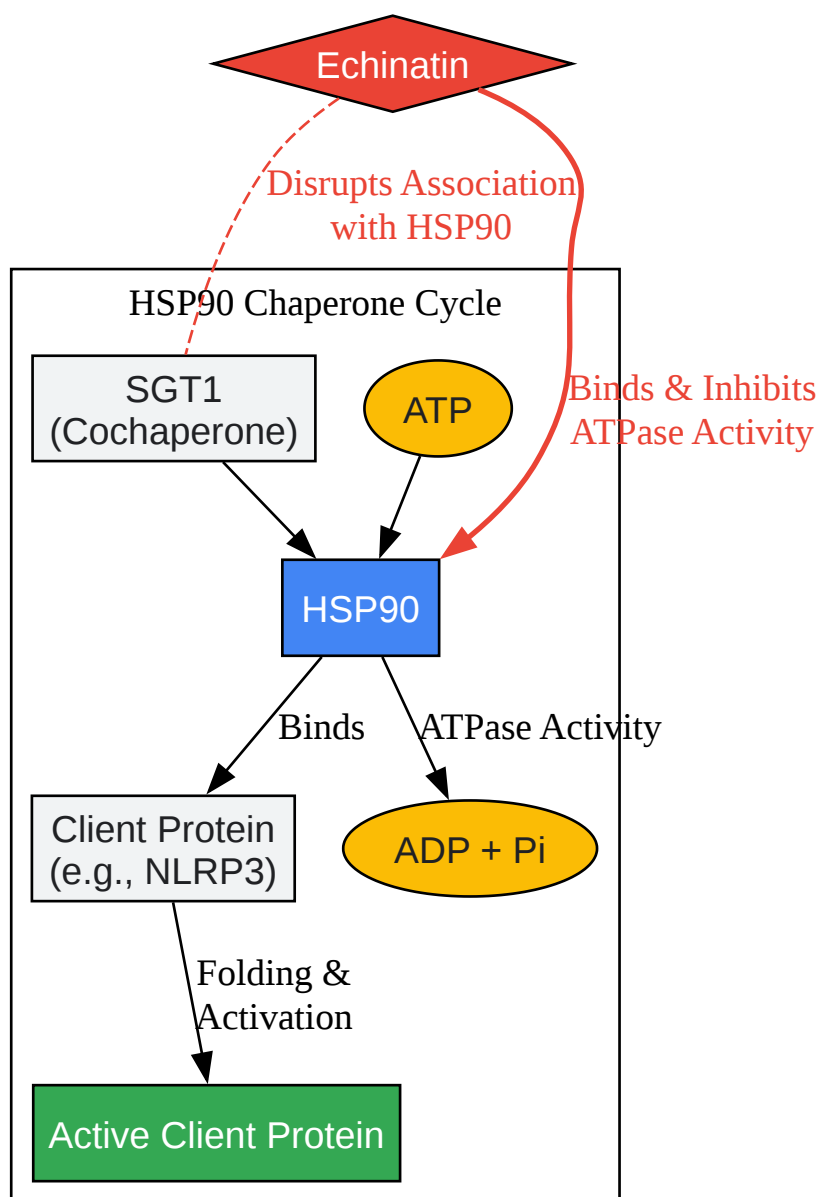 Echinatin
Disrupts Association
with HSP90
HSP90 Chaperone Cycle
SGT1
(Cochaperone)
ATP
Binds & Inhibits
ATPase Activity
HSP90
Binds
ATPase Activity
Client Protein
(e.g., NLRP3)
ADP + Pi
Folding &
Activation
Active Client Protein